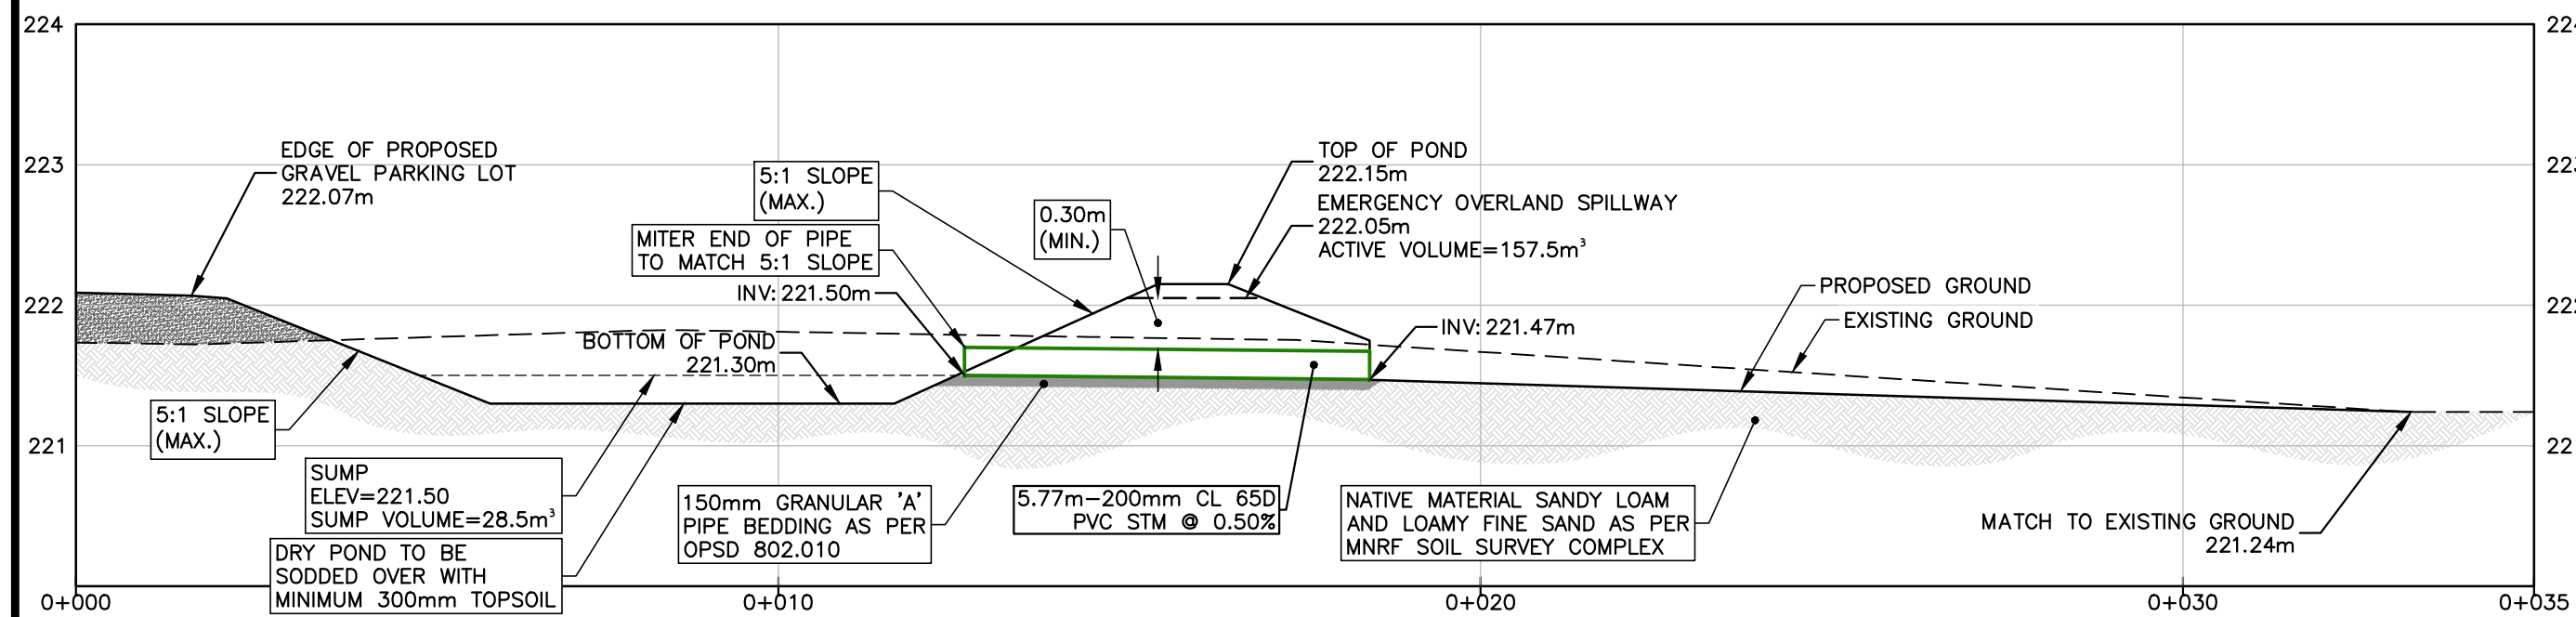 224
223
222
221
224
EDGE OF PROPOSED
GRAVEL PARKING LOT
222.07m
5:1 SLOPE
(MAX.)
MITER END OF PIPE
TO MATCH 5:1 SLOPE
INV: 221.50m
BOTTOM OF POND
221.30m
0.30m
(MIN.)
TOP OF POND
222.15m
EMERGENCY OVERLAND SPILLWAY
222.05m
ACTIVE VOLUME=157.5m³
PROPOSED GROUND
EXISTING GROUND
INV: 221.47m
5:1 SLOPE
(MAX.)
SUMP
ELEV=221.50
SUMP VOLUME=28.5m³
DRY POND TO BE
SODDED OVER WITH
MINIMUM 300mm TOPSOIL
150mm GRANULAR 'A'
PIPE BEDDING AS PER
OPSD 802.010
5.77m-200mm CL 65D
PVC STM @ 0.50%
NATIVE MATERIAL SANDY LOAM
AND LOAMY FINE SAND AS PER
MNRF SOIL SURVEY COMPLEX
MATCH TO EXISTING GROUND
221.24m
0+000
0+010
0+020
0+030
0+035